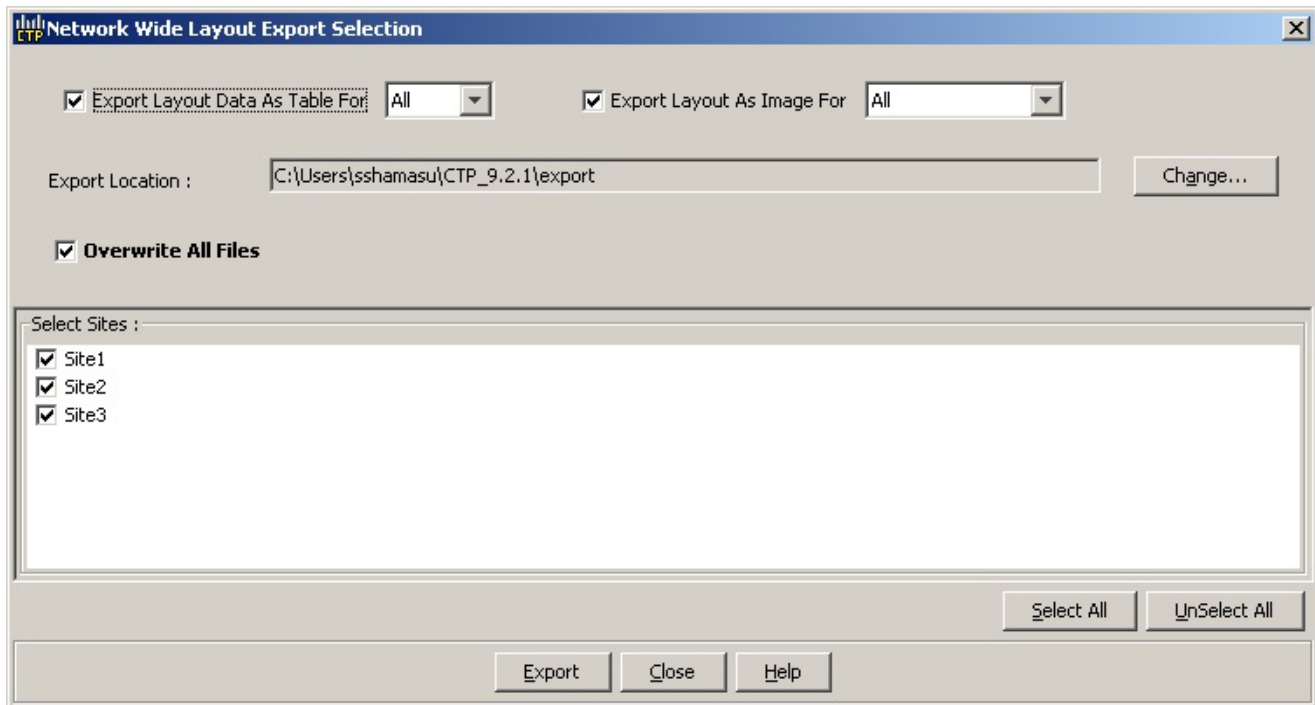 CTP Network Wide Layout Export Selection
Export Layout Data As Table For All Export Layout As Image For All
Export Location : C:\Users\sshamasu\CTP_9.2.1\export Change...
Overwrite All Files
Select Sites :
Site1
Site2
Site3
Select All UnSelect All
Export Close Help